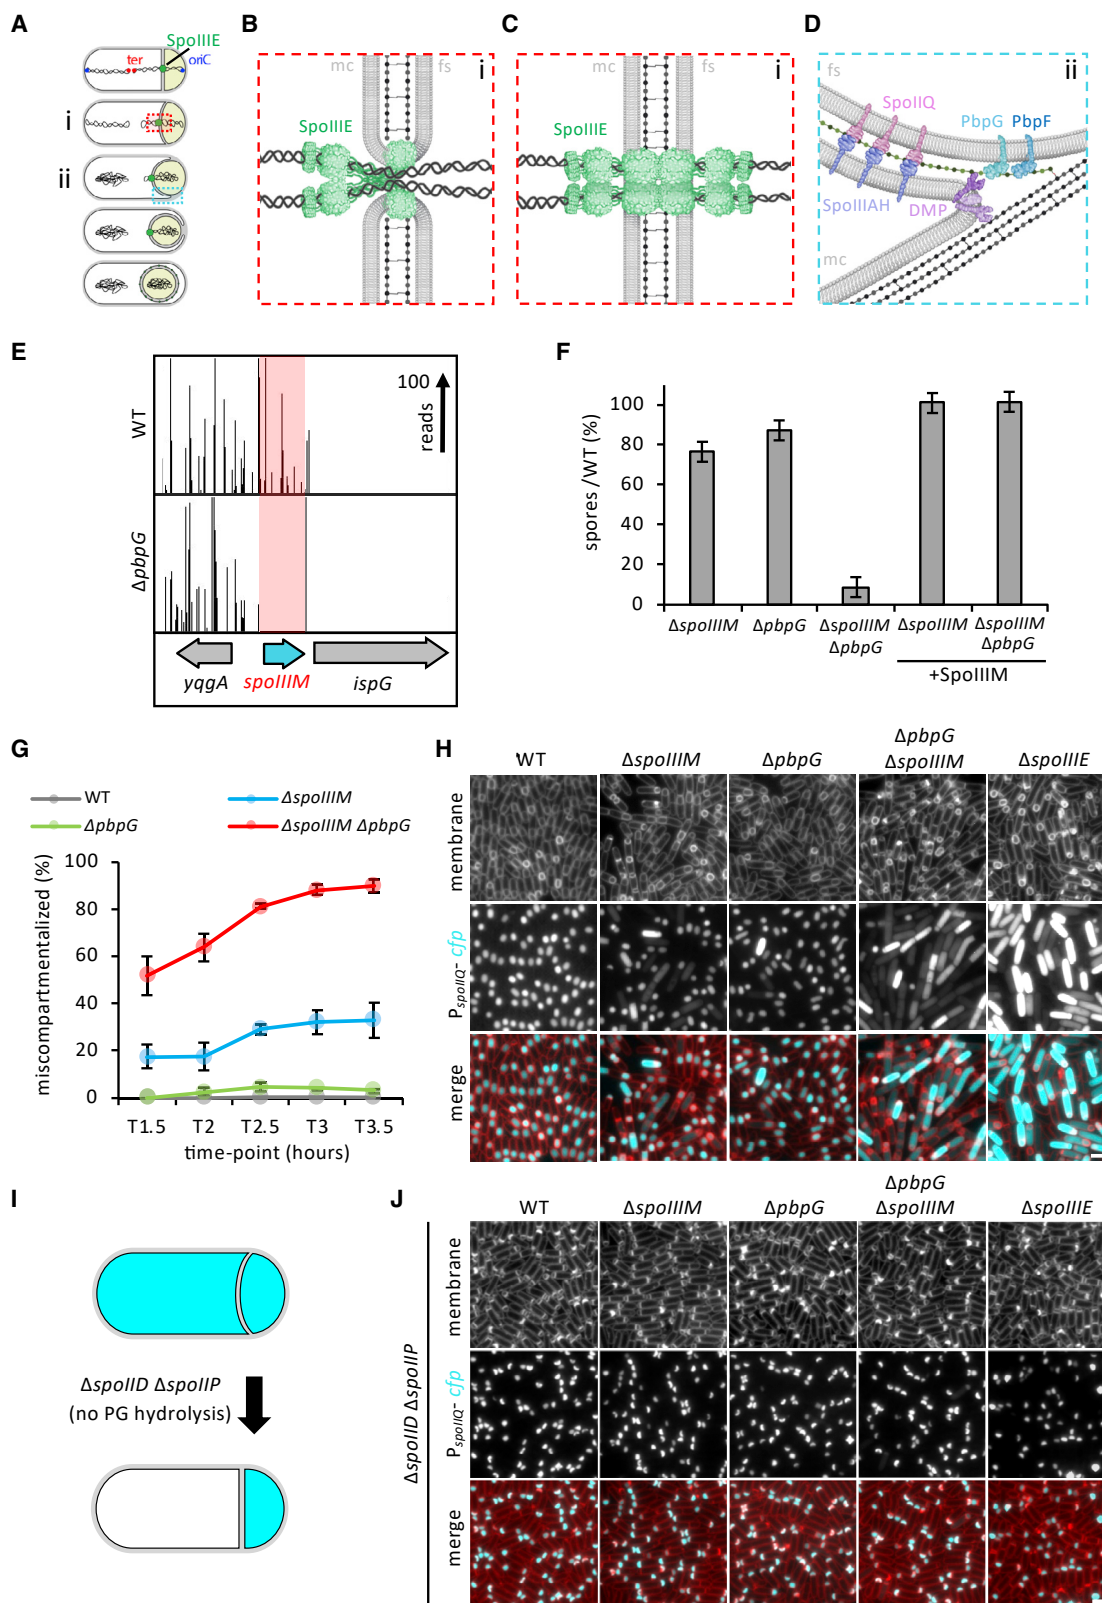 A
SpoIIIE
ter
oriC
i
ii
B
mc
fs
i
SpoIIIE
C
mc
fs
i
SpoIIIE
D
fs
ii
SpoIIQ
PbpG
PbpF
SpoIIIAH
DMP
mc
E
WT
100
reads
ΔpbpG
yqgA
spoIIIM
ispG
F
spores /WT (%)
100
80
60
40
20
0
ΔspoIIIM
ΔpbpG
ΔspoIIIM
ΔpbpG
ΔspoIIIM
ΔspoIIIM
ΔpbpG
+SpoIIIM
G
WT
ΔspoIIIM
ΔpbpG
ΔspoIIIM ΔpbpG
miscompartmentalized (%)
100
80
60
40
20
0
T1.5
T2
T2.5
T3
T3.5
time-point (hours)
H
WT
ΔspoIIIM
ΔpbpG
ΔpbpG
ΔspoIIIM
ΔspoIIIE
membrane
PspoIIQ- cfp
merge
I
ΔspoIID ΔspoIIP
(no PG hydrolysis)
J
WT
ΔspoIIIM
ΔpbpG
ΔpbpG
ΔspoIIIM
ΔspoIIIE
ΔspoIID ΔspoIIP
membrane
PspoIIQ- cfp
merge